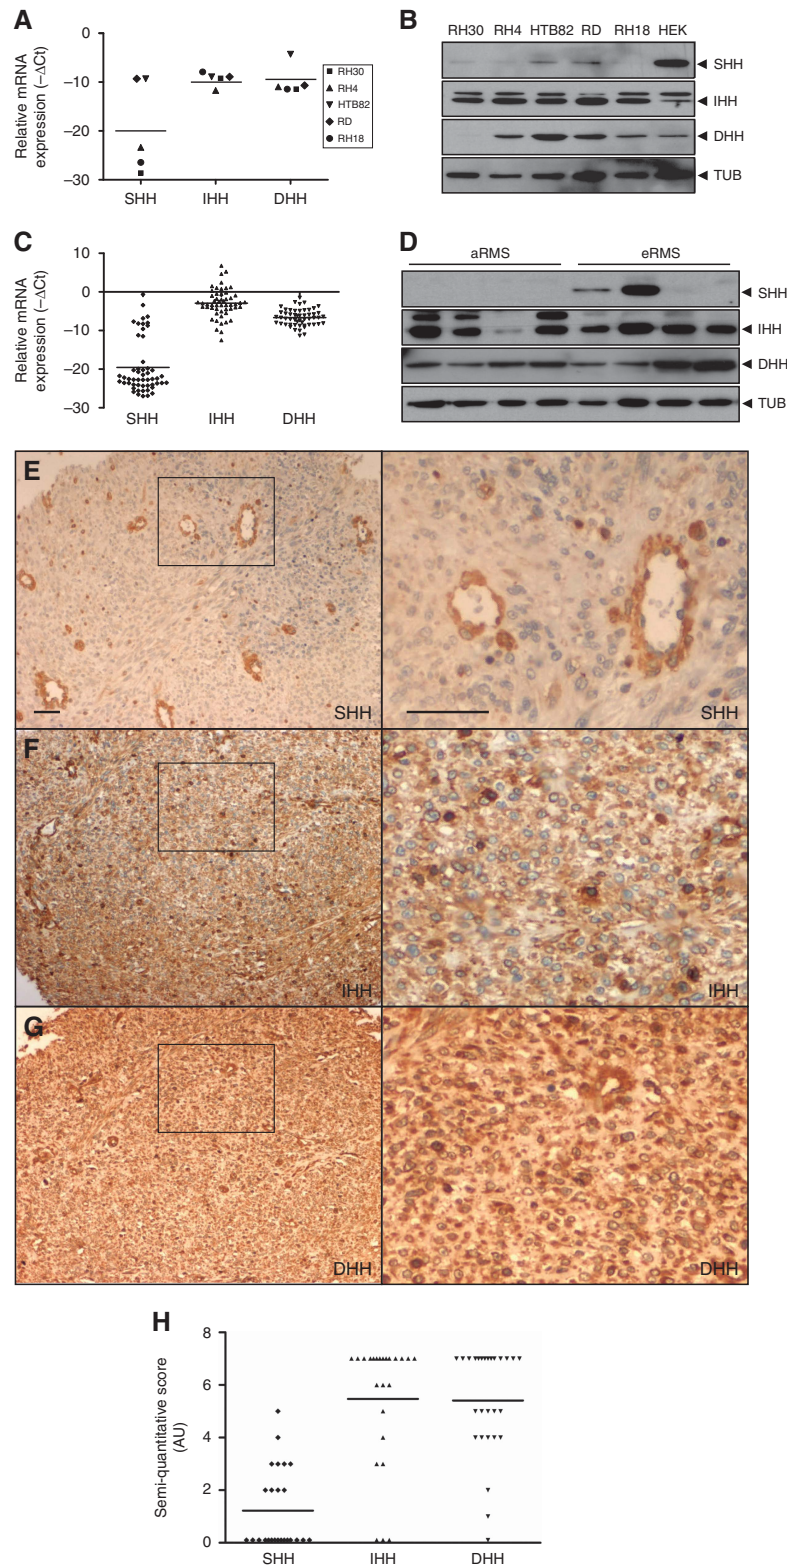 A
Relative mRNA
expression (−ΔCt)
0
−10
−20
−30
SHH IHH DHH
RH30
RH4
HTB82
RD
RH18
B
RH30 RH4 HTB82 RD RH18 HEK
SHH
IHH
DHH
TUB
C
Relative mRNA
expression (−ΔCt)
10
0
−10
−20
−30
SHH IHH DHH
D
aRMS eRMS
SHH
IHH
DHH
TUB
E
SHH SHH
F
IHH IHH
G
DHH DHH
H
Semi-quantitative score
(AU)
8
6
4
2
0
SHH IHH DHH